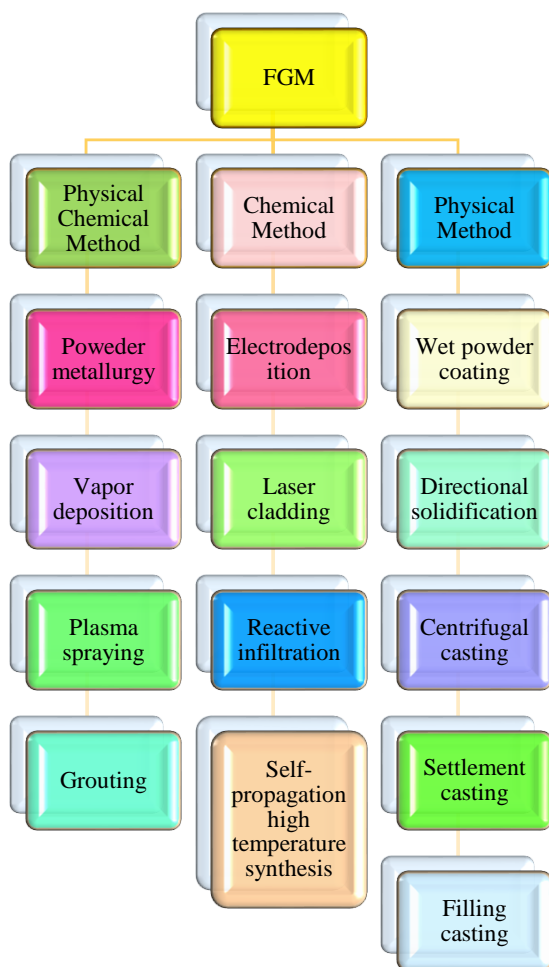 FGM
Physical
Chemical
Method
Chemical
Method
Physical
Method
Poweder
metallurgy
Electrodepos
ition
Wet powder
coating
Vapor
deposition
Laser
cladding
Directional
solidification
Plasma
spraying
Reactive
infiltration
Centrifugal
casting
Grouting
Self-
propagation
high
temperature
synthesis
Settlement
casting
Filling
casting